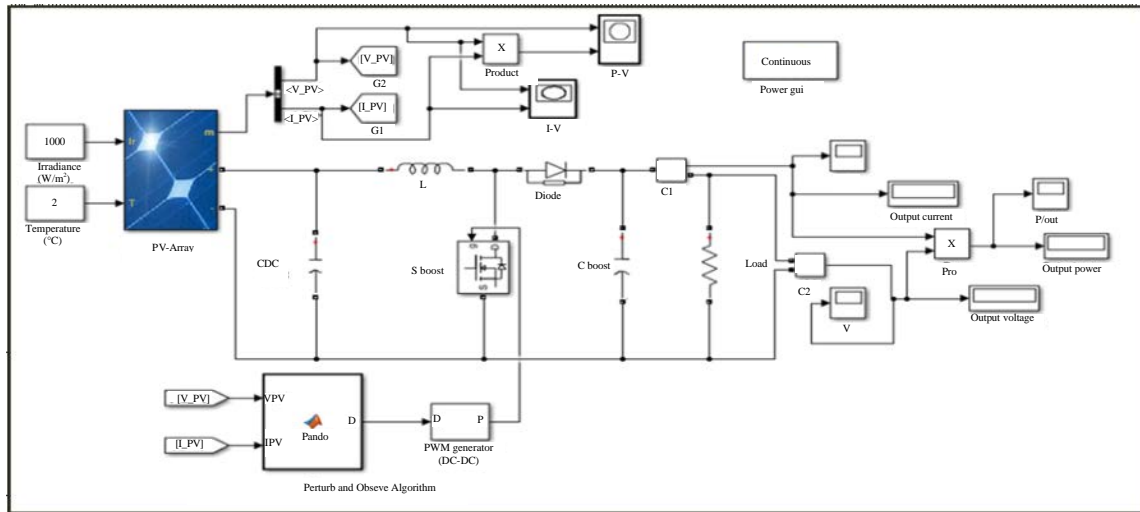 [V_PV]
X
Continuous
<V_PV>
G2
Product
P-V
Power gui
[I_PV]
<I_PV>
G1
I-V
1000
Ir
m
Irradiance
(W/m²)
+
L
Diode
C1
2
T
-
Temperature
(°C)
PV-Array
Output current
P/out
X
Pro
Output power
CDC
S boost
g
D
S
C boost
Load
C2
V
Output voltage
[V_PV]
VPV
Pando
D
D
P
[I_PV]
IPV
PWM generator
(DC-DC)
Perturb and Obseve Algorithm